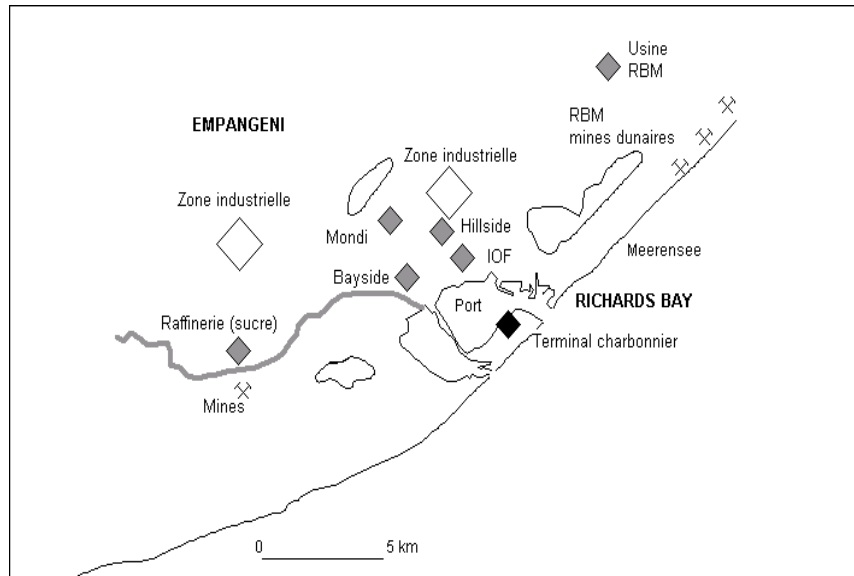 Usine
RBM
EMPANGENI
RBM
mines dunaires
Zone industrielle
Zone industrielle
Mondi
Hillside
IOF
Meerensee
Bayside
Port
RICHARDS BAY
Raffinerie (sucre)
Terminal charbonnier
Mines
0
5 km